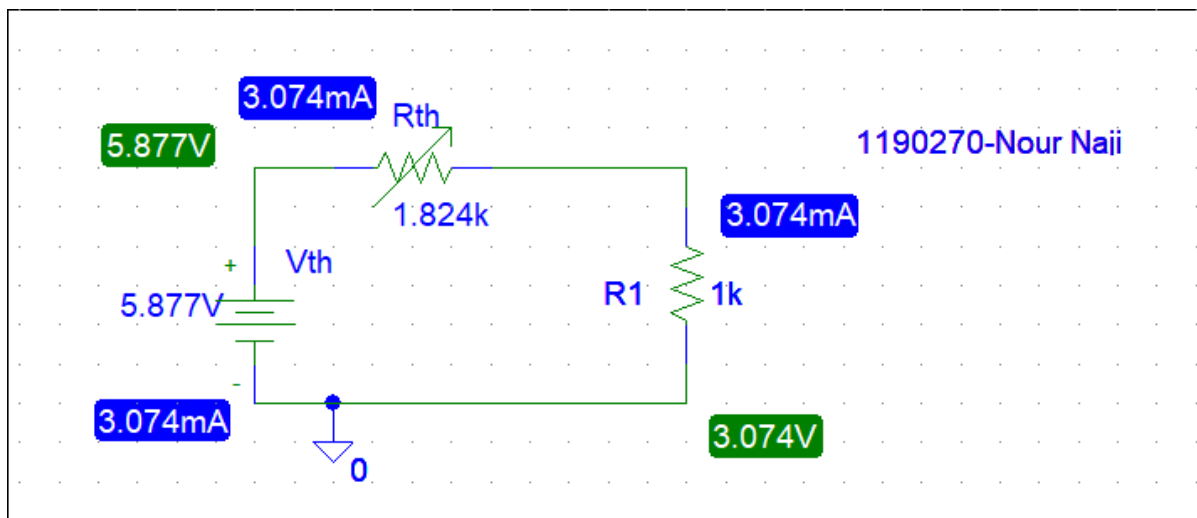 3.074mA
Rth
5.877V
1190270-Nour Naji
1.824k
3.074mA
+
Vth
R1
1k
5.877V
-
3.074mA
3.074V
0